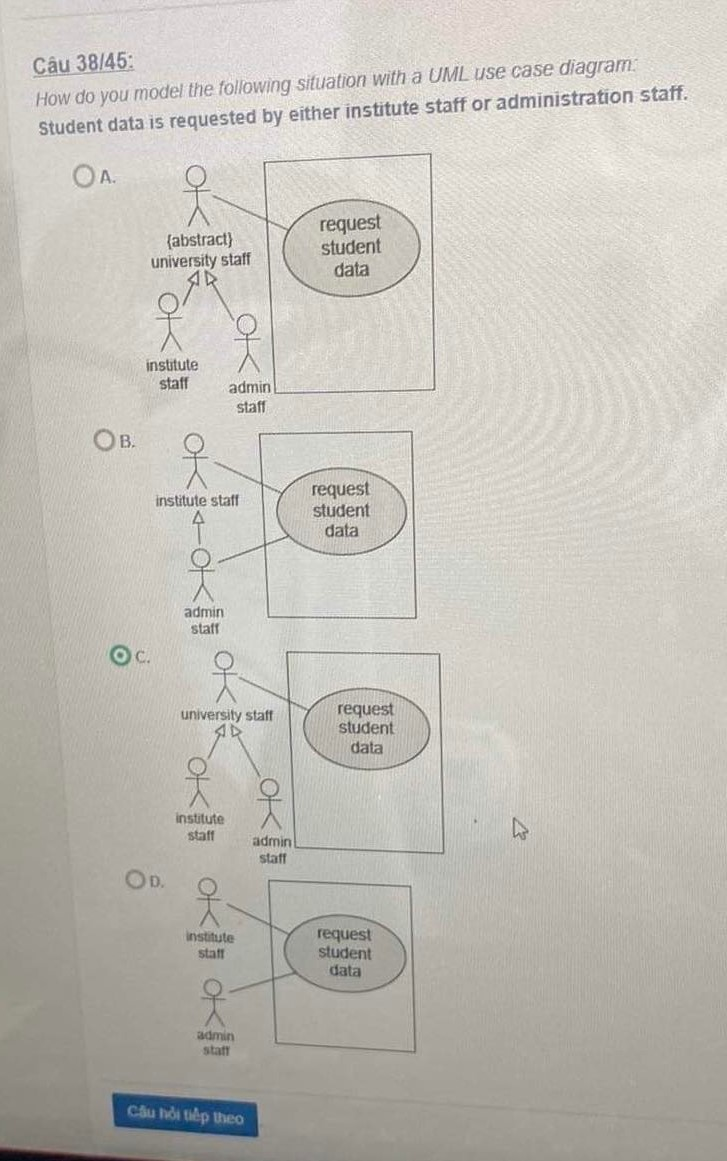 Câu 38/45:
How do you model the following situation with a UML use case diagram:
Student data is requested by either institute staff or administration staff.
A.
{abstract}
university staff
institute
staff
admin
staff
request
student
data
B.
institute staff
admin
staff
request
student
data
C.
university staff
institute
staff
admin
staff
request
student
data
D.
institute
staff
admin
staff
request
student
data
Câu hỏi tiếp theo